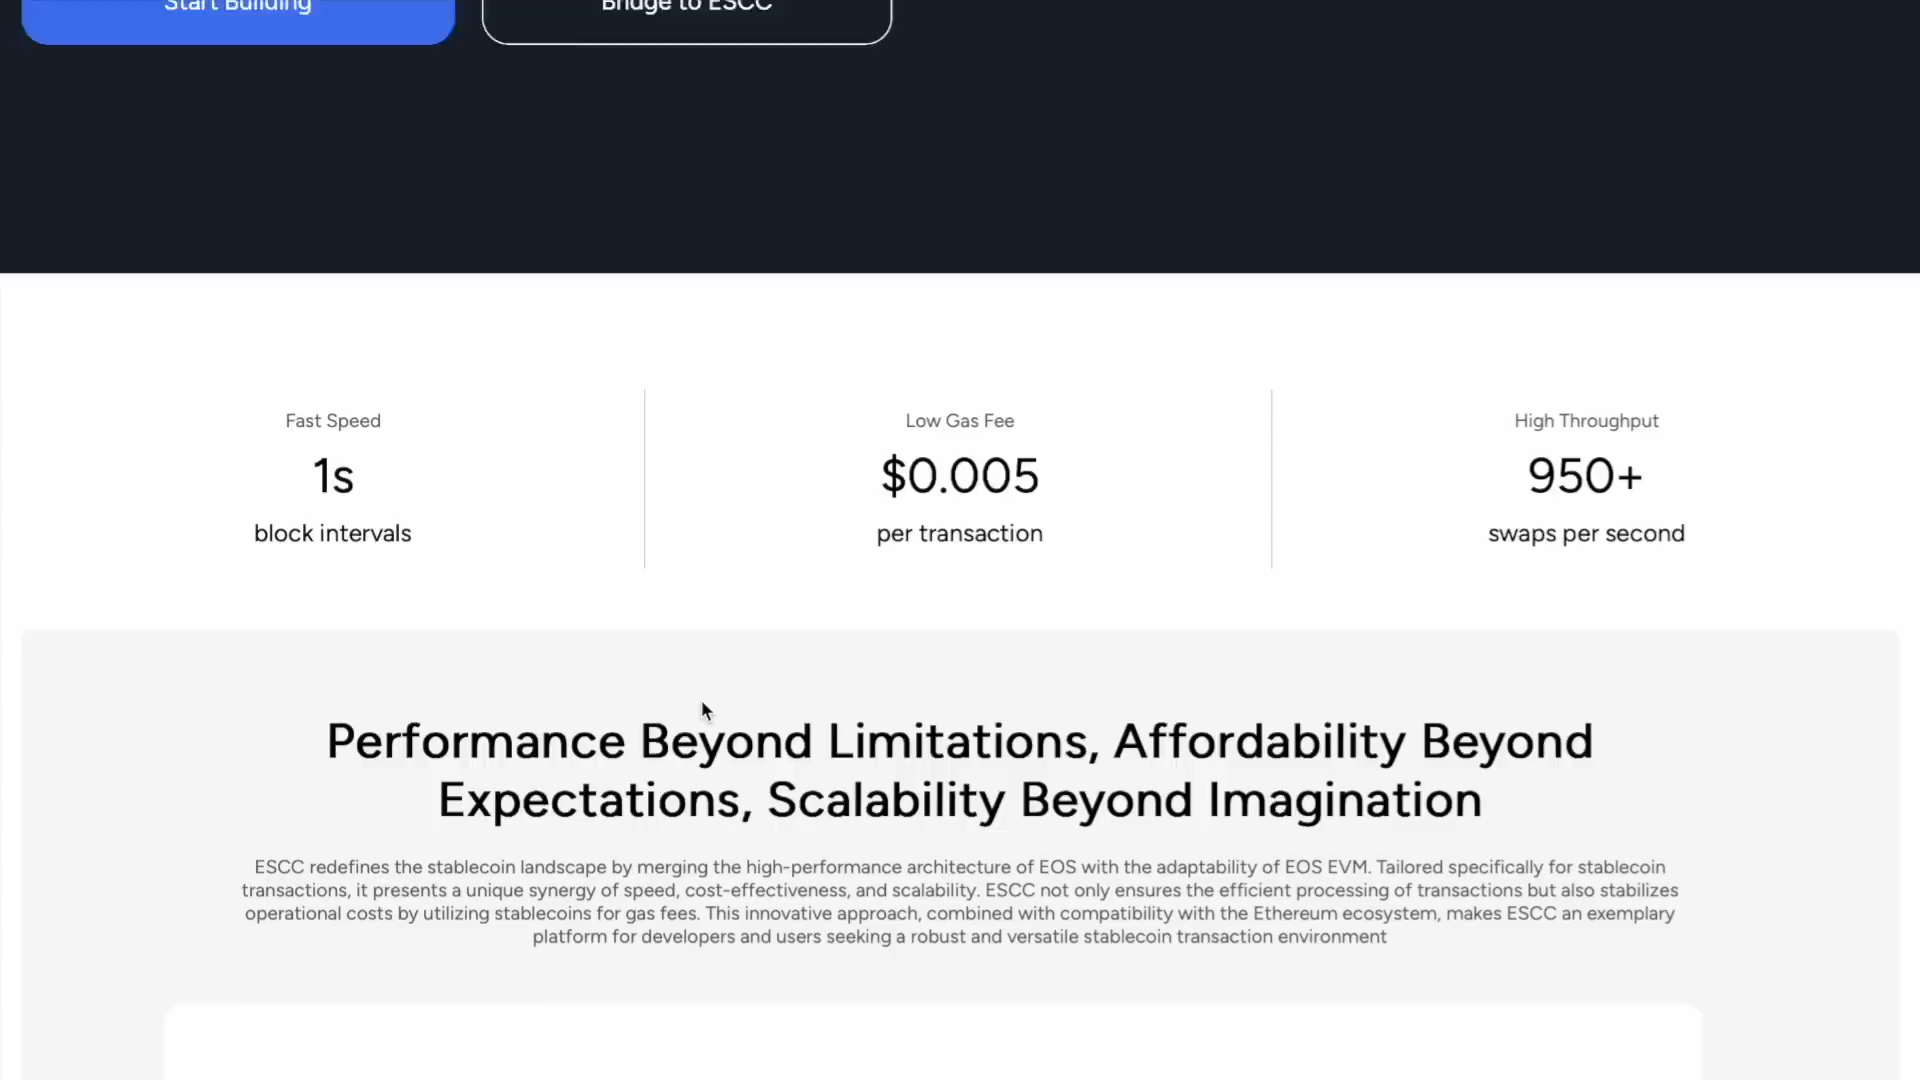 Start Building
Bridge to ESCC
Fast Speed
1s
block intervals
Low Gas Fee
$0.005
per transaction
High Throughput
950+
swaps per second
Performance Beyond Limitations, Affordability Beyond
Expectations, Scalability Beyond Imagination
ESCC redefines the stablecoin landscape by merging the high-performance architecture of EOS with the adaptability of EOS EVM. Tailored specifically for stablecoin
transactions, it presents a unique synergy of speed, cost-effectiveness, and scalability. ESCC not only ensures the efficient processing of transactions but also stabilizes
operational costs by utilizing stablecoins for gas fees. This innovative approach, combined with compatibility with the Ethereum ecosystem, makes ESCC an exemplary
platform for developers and users seeking a robust and versatile stablecoin transaction environment